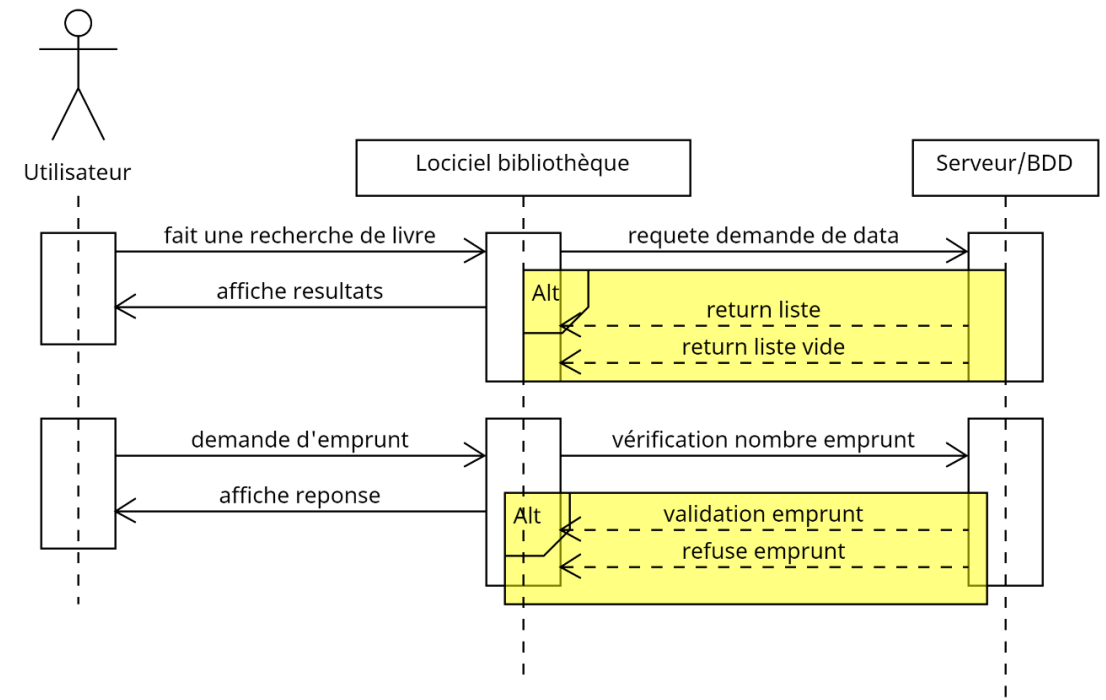 Utilisateur
Lociciel bibliothèque
Serveur/BDD
fait une recherche de livre
requete demande de data
affiche resultats
Alt
return liste
return liste vide
demande d'emprunt
vérification nombre emprunt
affiche reponse
Alt
validation emprunt
refuse emprunt